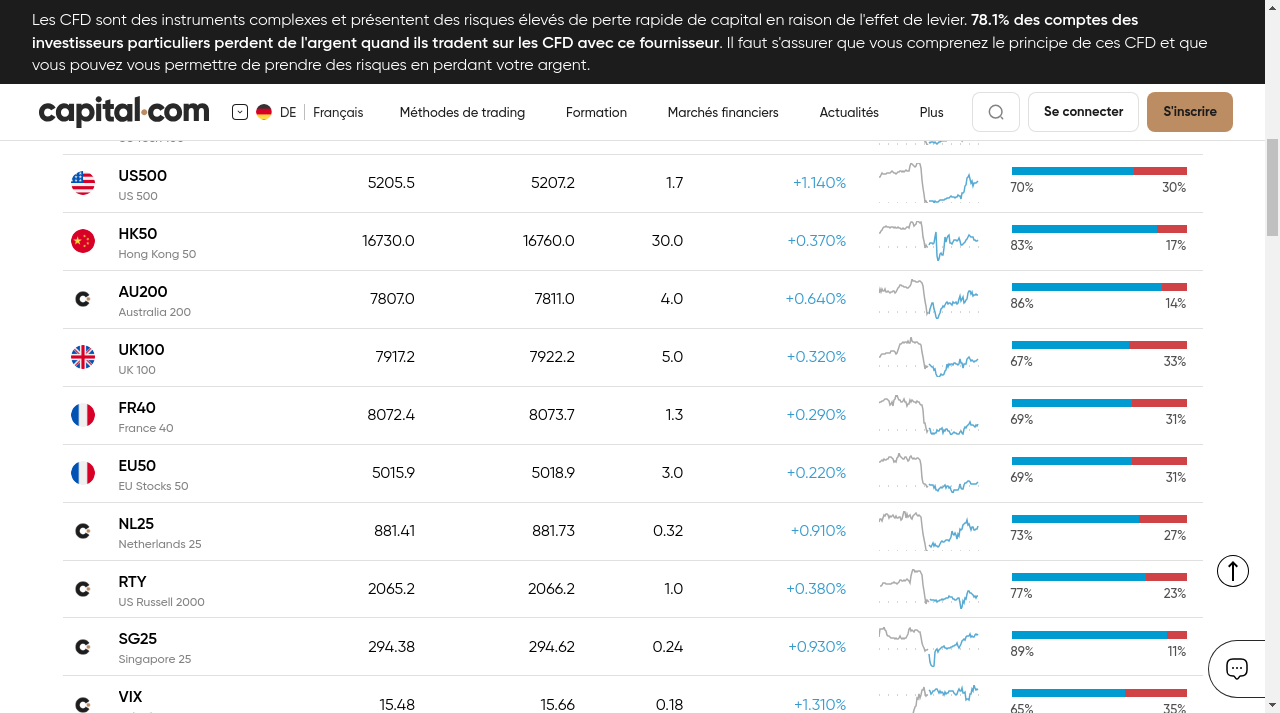 Les CFD sont des instruments complexes et présentent des risques élevés de perte rapide de capital en raison de l'effet de levier. 78.1% des comptes des
investisseurs particuliers perdent de l'argent quand ils tradent sur les CFD avec ce fournisseur. Il faut s'assurer que vous comprenez le principe de ces CFD et que
vous pouvez vous permettre de prendre des risques en perdant votre argent.
capital.com DE Français Méthodes de trading Formation Marchés financiers Actualités Plus Se connecter S'inscrire
US500 5205.5 5207.2 1.7 +1.140%
US 500 70% 30%
HK50 16730.0 16760.0 30.0 +0.370%
Hong Kong 50 83% 17%
AU200 7807.0 7811.0 4.0 +0.640%
Australia 200 86% 14%
UK100 7917.2 7922.2 5.0 +0.320%
UK 100 67% 33%
FR40 8072.4 8073.7 1.3 +0.290%
France 40 69% 31%
EU50 5015.9 5018.9 3.0 +0.220%
EU Stocks 50 69% 31%
NL25 881.41 881.73 0.32 +0.910%
Netherlands 25 73% 27%
RTY 2065.2 2066.2 1.0 +0.380%
US Russell 2000 77% 23%
SG25 294.38 294.62 0.24 +0.930%
Singapore 25 89% 11%
VIX 15.48 15.66 0.18 +1.310%
65% 35%